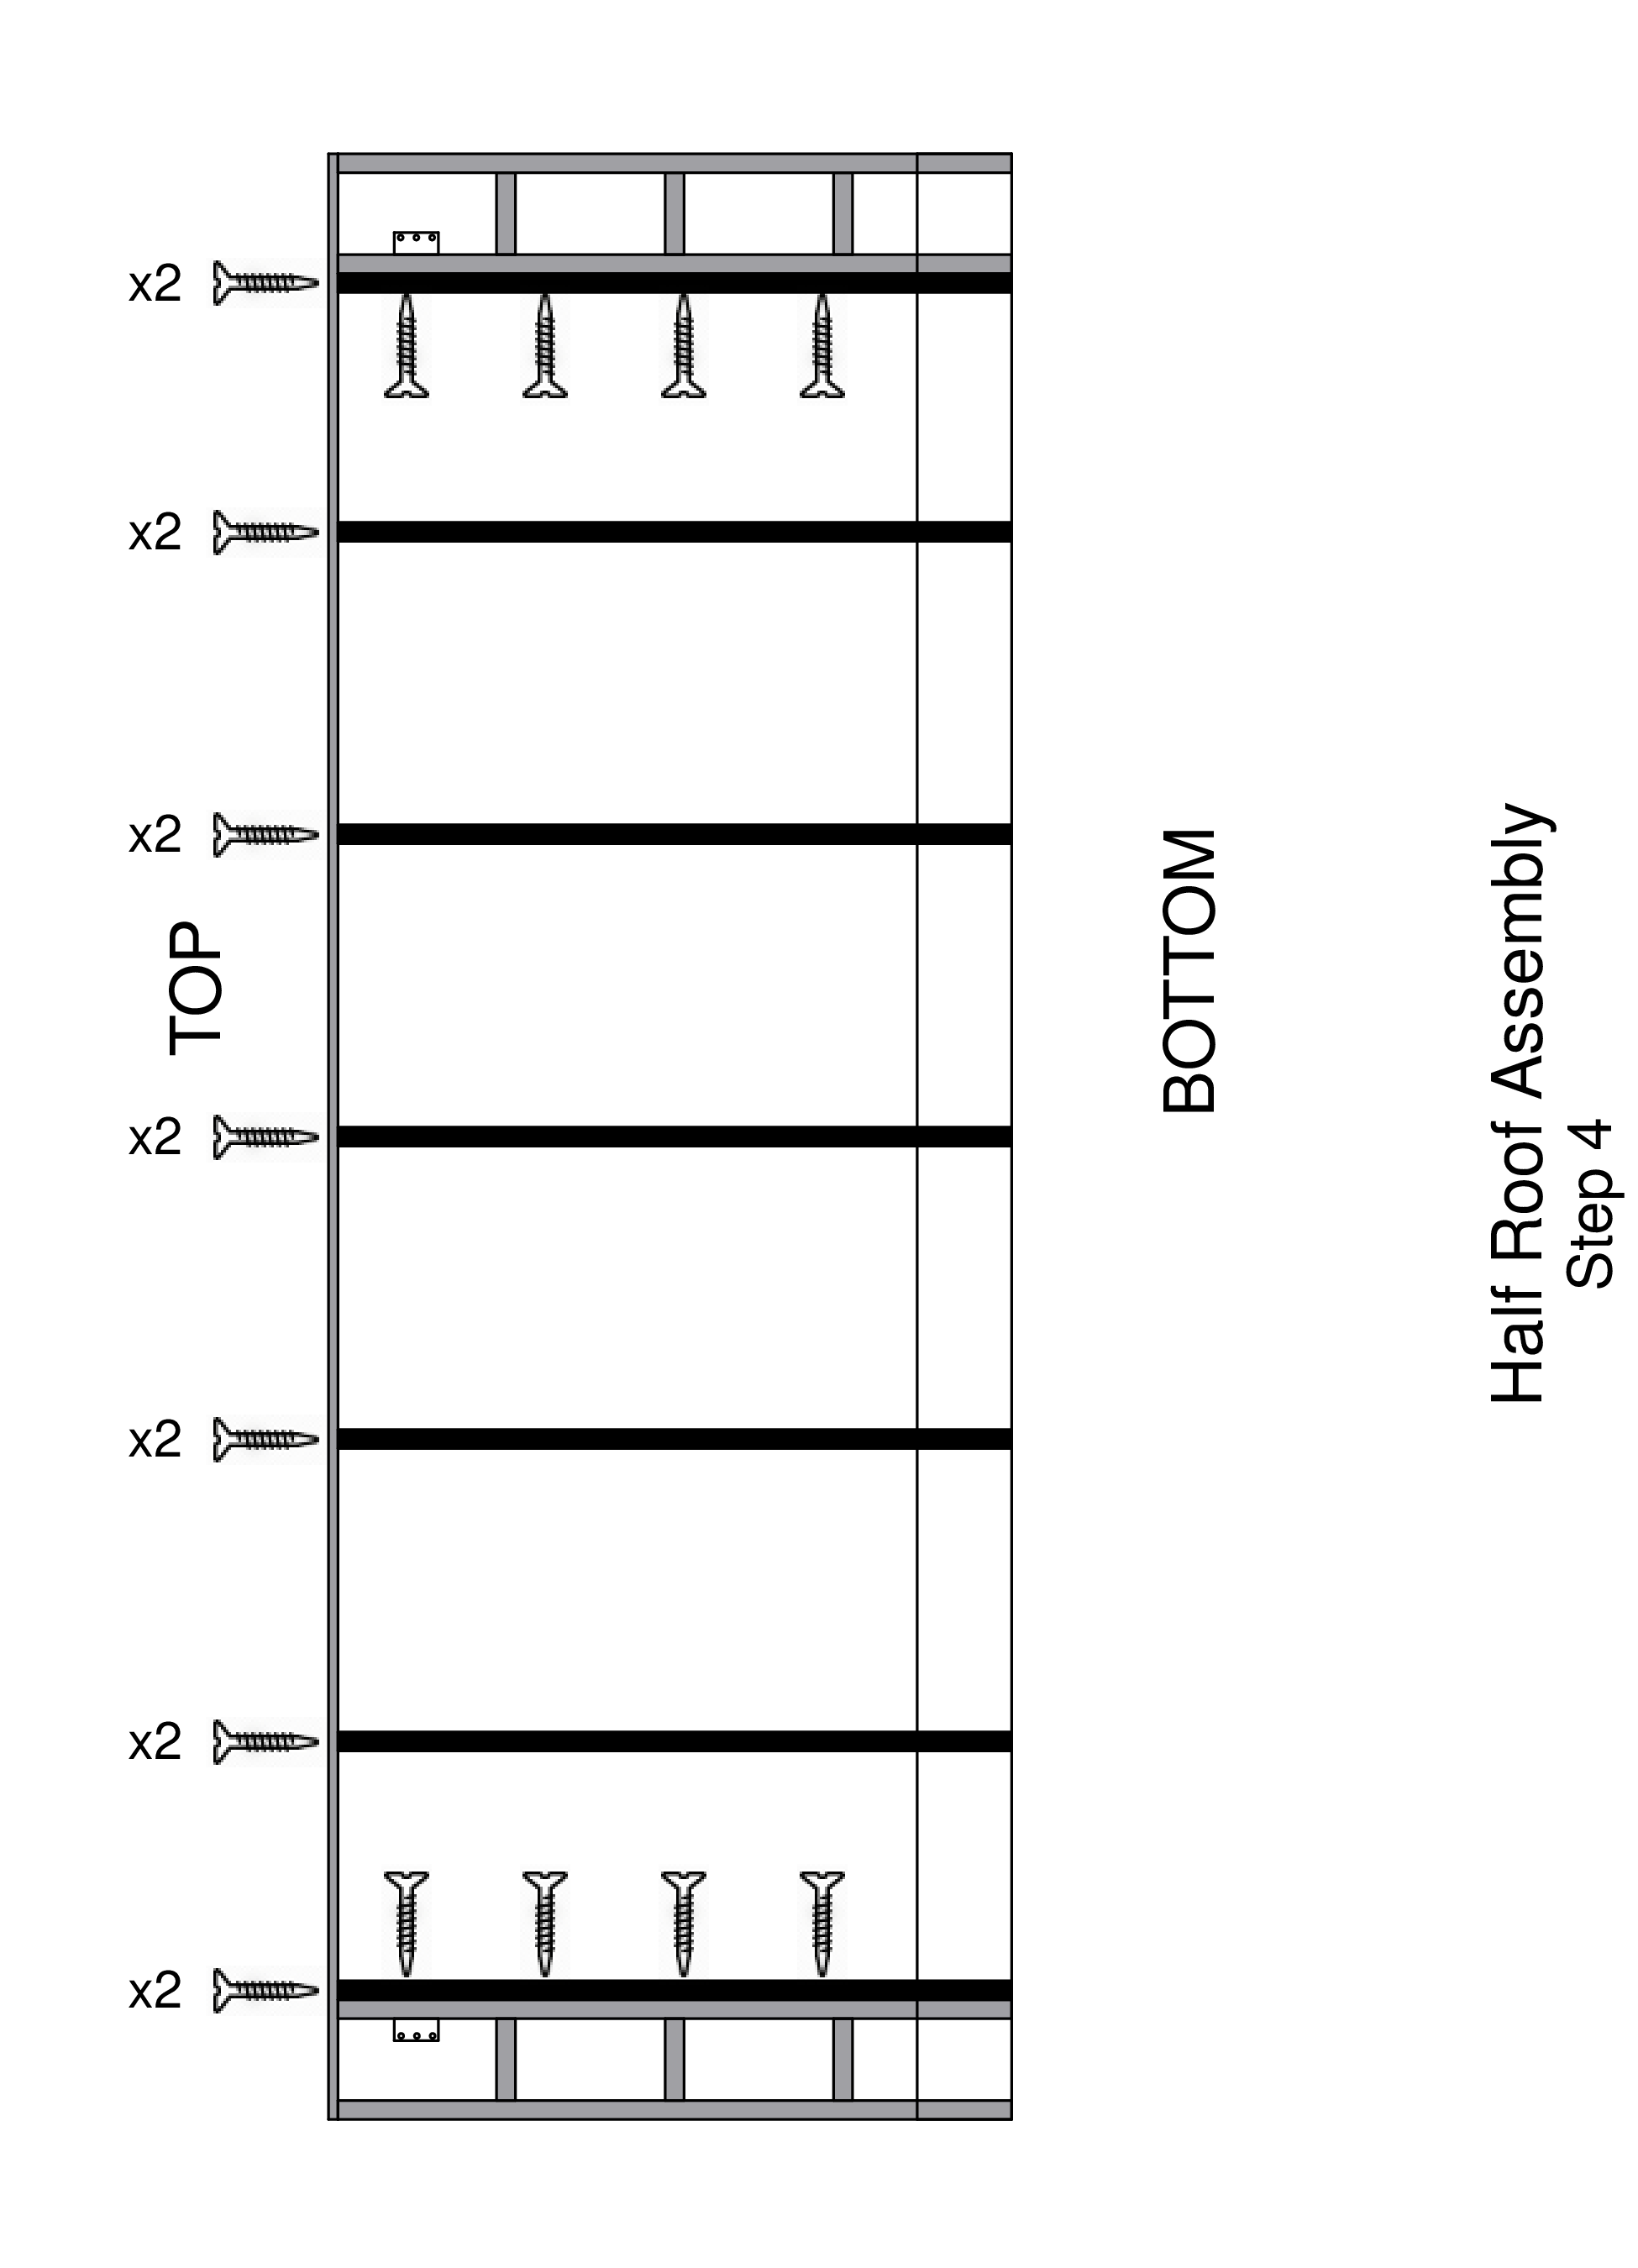 x2
x2
x2
TOP
x2
x2
x2
x2
BOTTOM
Half Roof Assembly
Step 4